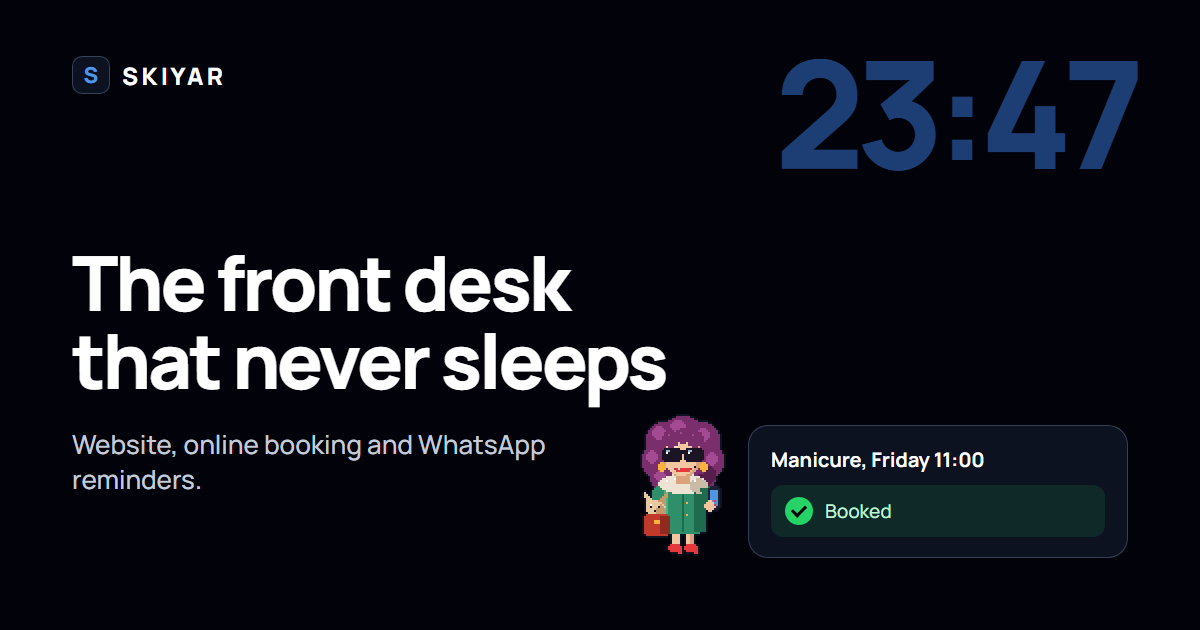 S SKIYAR
23:47
The front desk
that never sleeps
Website, online booking and WhatsApp
reminders.
Manicure, Friday 11:00
Booked